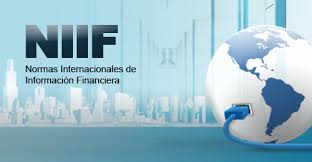 NIIF
Normas Internacionales de
Información Financiera